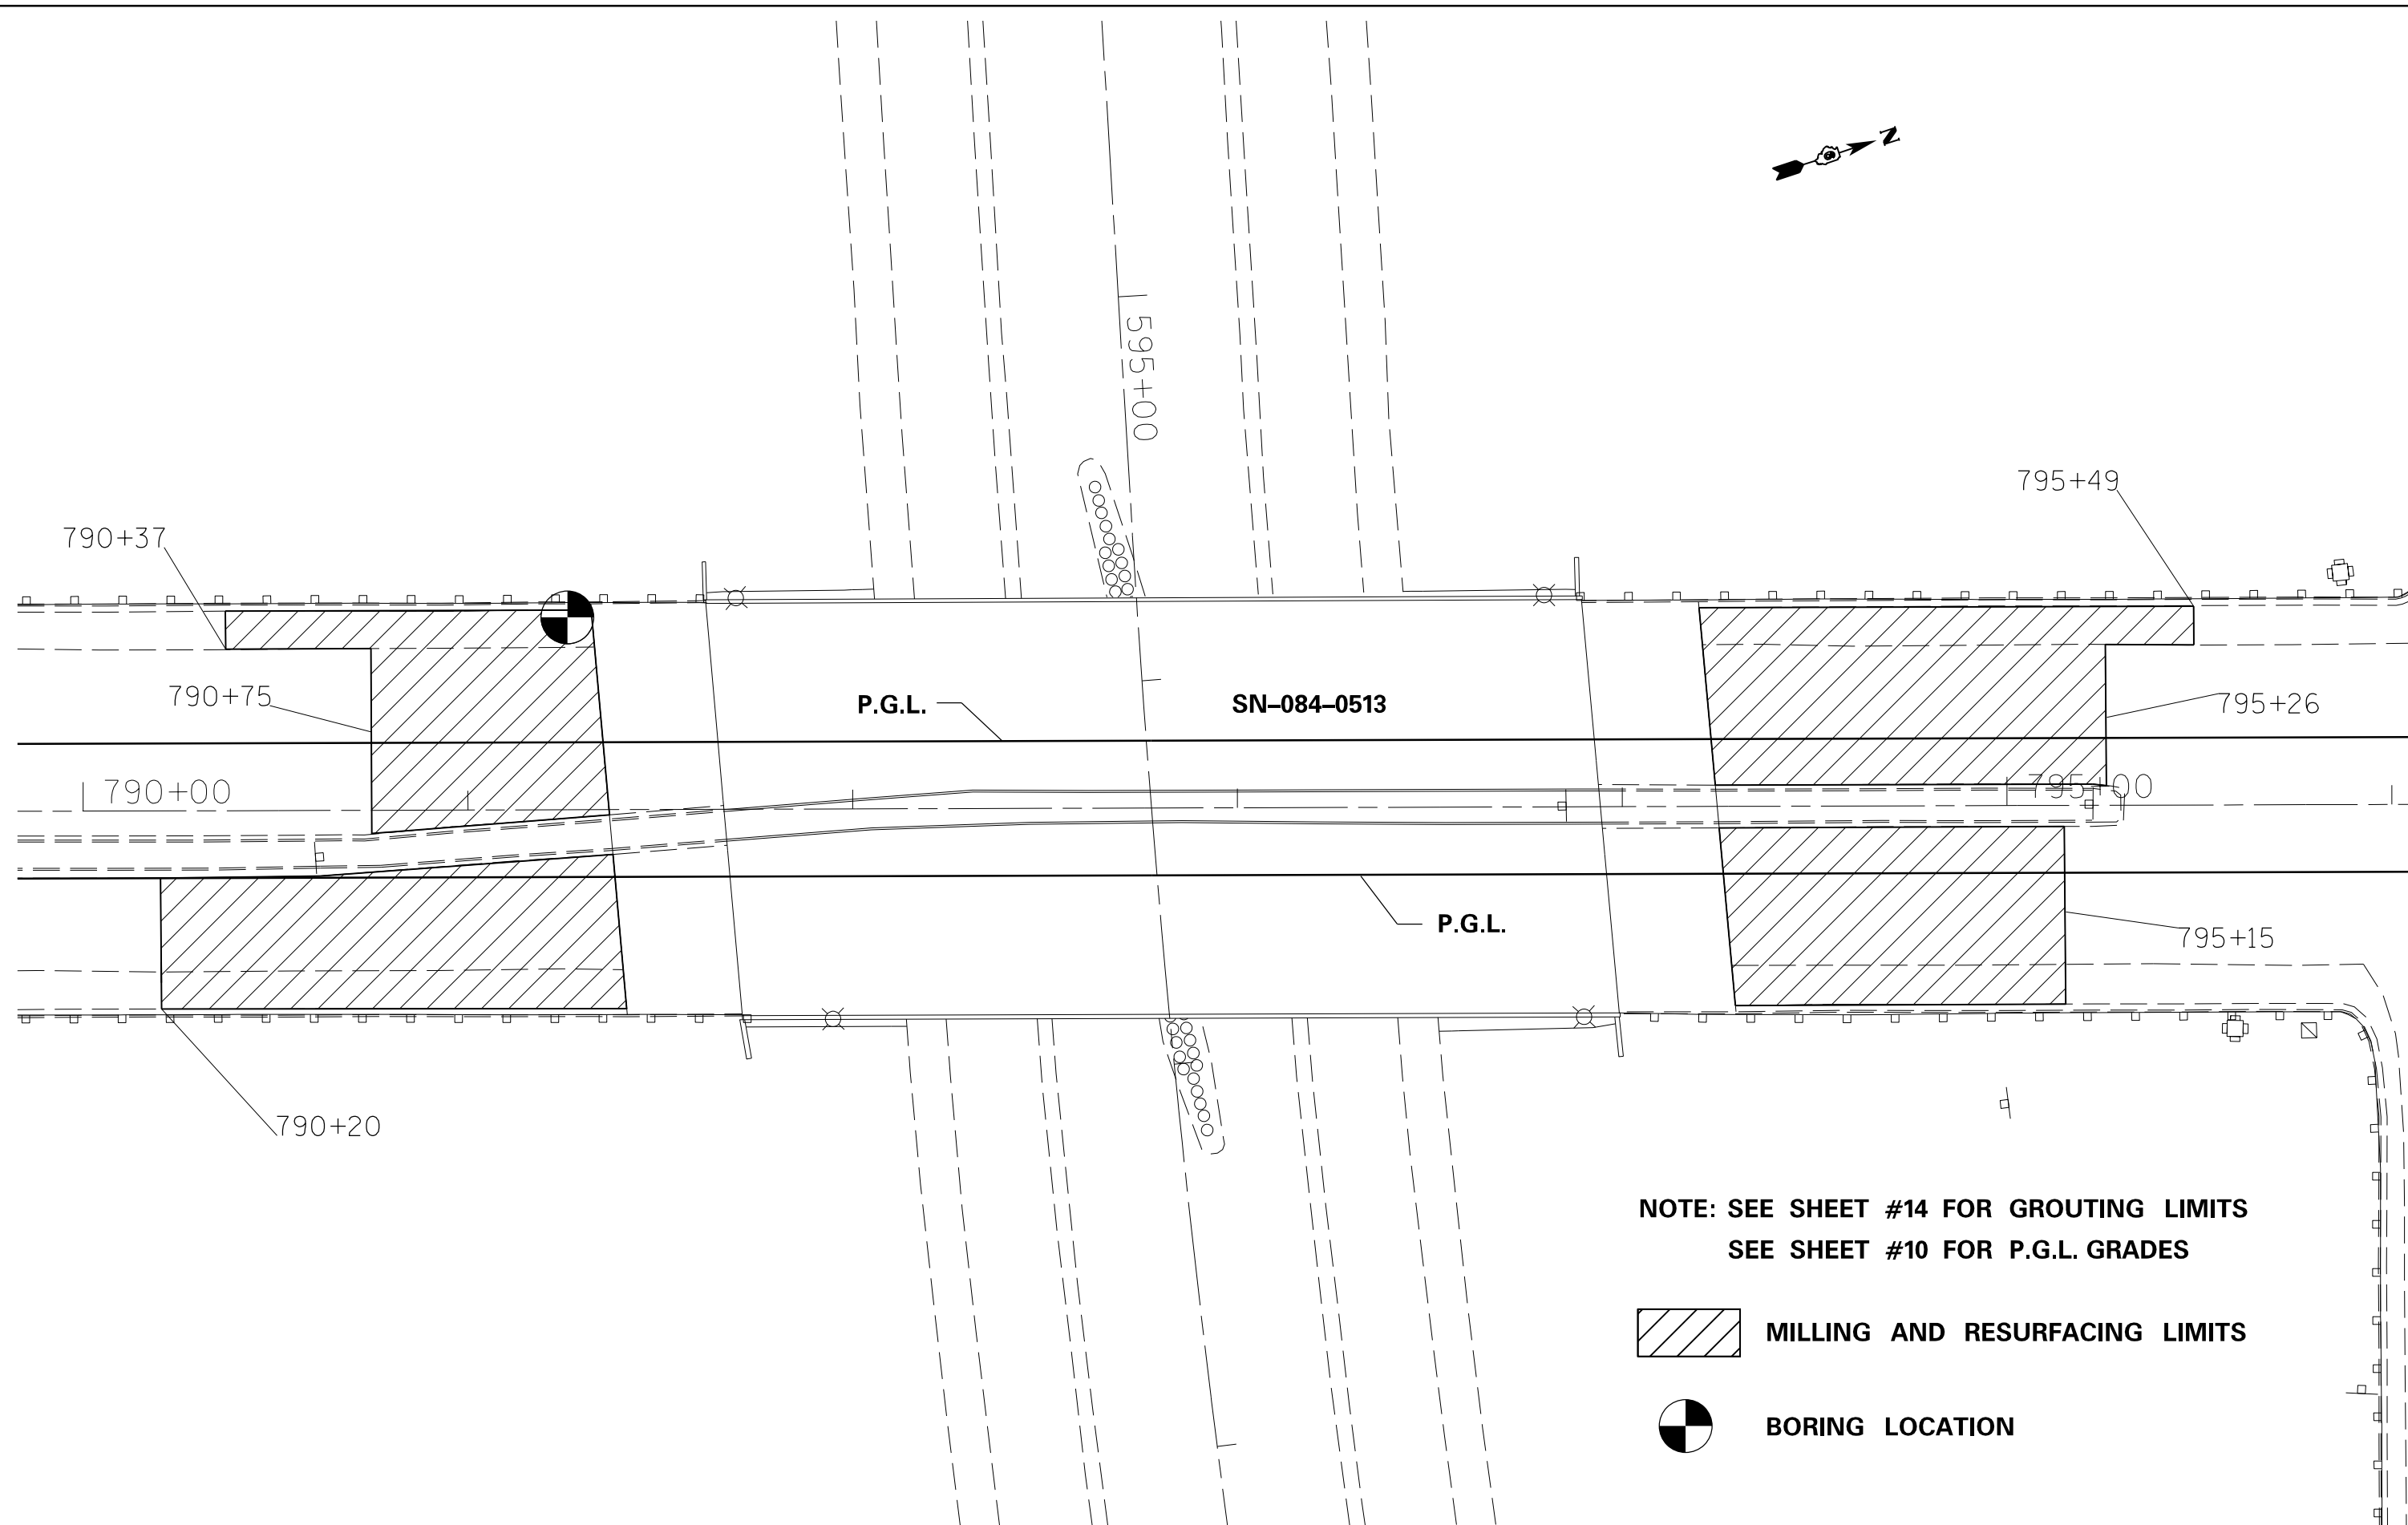 N
595+00
795+49
790+37
790+75
P.G.L.
SN-084-0513
795+26
790+00
795+00
P.G.L.
795+15
790+20
NOTE: SEE SHEET #14 FOR GROUTING LIMITS
SEE SHEET #10 FOR P.G.L. GRADES
MILLING AND RESURFACING LIMITS
BORING LOCATION